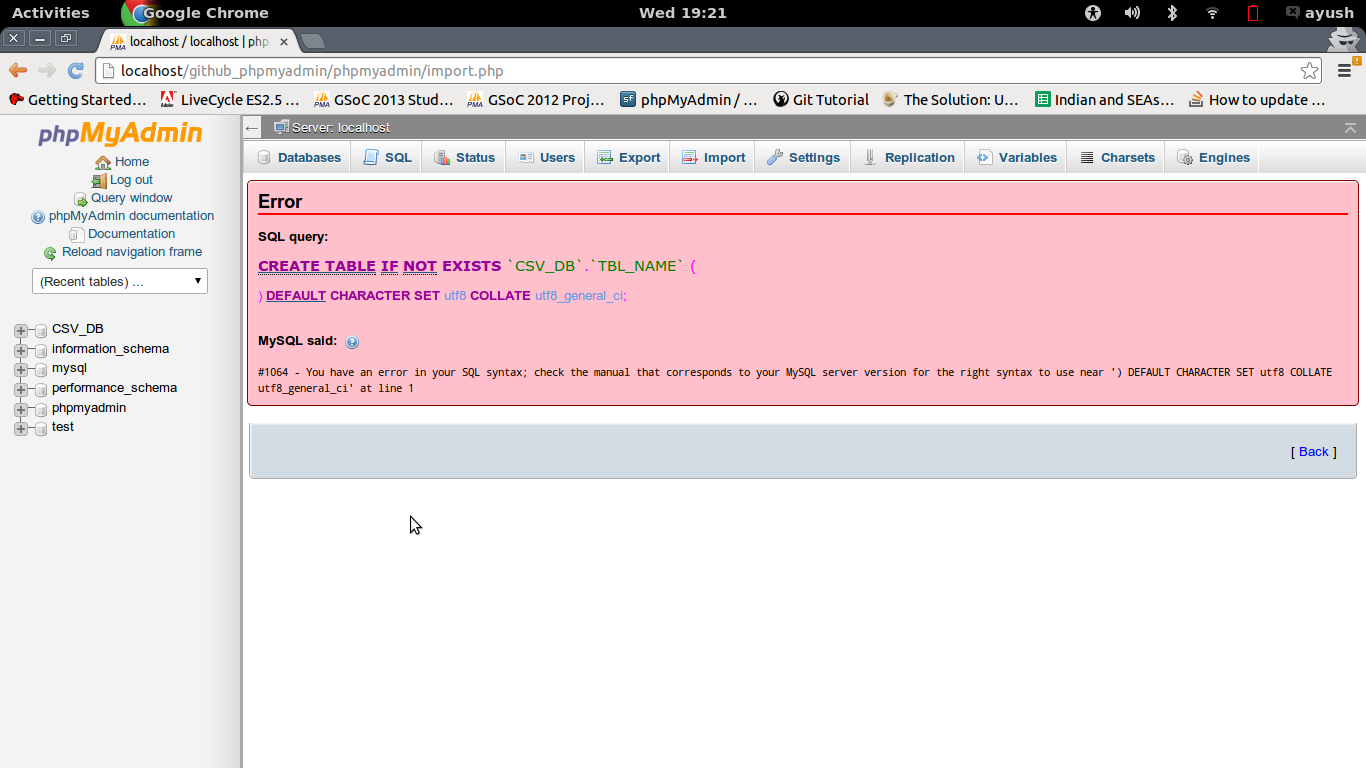 Activities Google Chrome Wed 19:21 ayush
localhost / localhost | php
localhost/github_phpmyadmin/phpmyadmin/import.php
Getting Started... LiveCycle ES2.5 ... GSoC 2013 Stud... GSoC 2012 Proj... phpMyAdmin / ... Git Tutorial The Solution: U... Indian and SEAs... How to update ...
phpMyAdmin
Home
Log out
Query window
phpMyAdmin documentation
Documentation
Reload navigation frame
(Recent tables) ...
CSV_DB
information_schema
mysql
performance_schema
phpmyadmin
test
Server: localhost
Databases SQL Status Users Export Import Settings Replication Variables Charsets Engines
Error
SQL query:
CREATE TABLE IF NOT EXISTS `CSV_DB`.`TBL_NAME` (
) DEFAULT CHARACTER SET utf8 COLLATE utf8_general_ci;
MySQL said:
#1064 - You have an error in your SQL syntax; check the manual that corresponds to your MySQL server version for the right syntax to use near ') DEFAULT CHARACTER SET utf8 COLLATE
utf8_general_ci' at line 1
[ Back ]